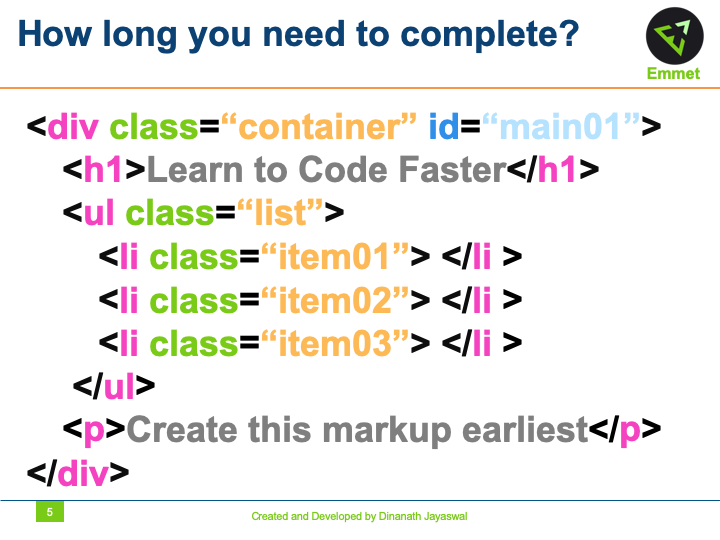 How long you need to complete?
Emmet
<div class=“container” id=“main01”>
<h1>Learn to Code Faster</h1>
<ul class=“list”>
<li class=“item01”> </li >
<li class=“item02”> </li >
<li class=“item03”> </li >
</ul>
<p>Create this markup earliest</p>
</div>
5
Created and Developed by Dinanath Jayaswal